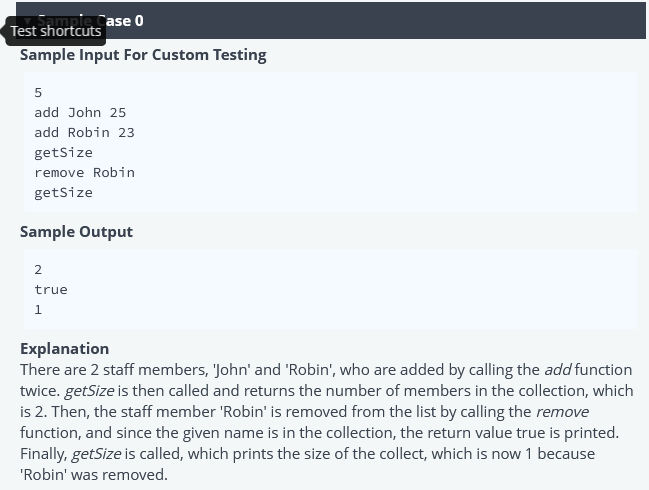 Sample Case 0
Test shortcuts
Sample Input For Custom Testing
5
add John 25
add Robin 23
getSize
remove Robin
getSize
Sample Output
2
true
1
Explanation
There are 2 staff members, 'John' and 'Robin', who are added by calling the add function
twice. getSize is then called and returns the number of members in the collection, which
is 2. Then, the staff member 'Robin' is removed from the list by calling the remove
function, and since the given name is in the collection, the return value true is printed.
Finally, getSize is called, which prints the size of the collect, which is now 1 because
'Robin' was removed.